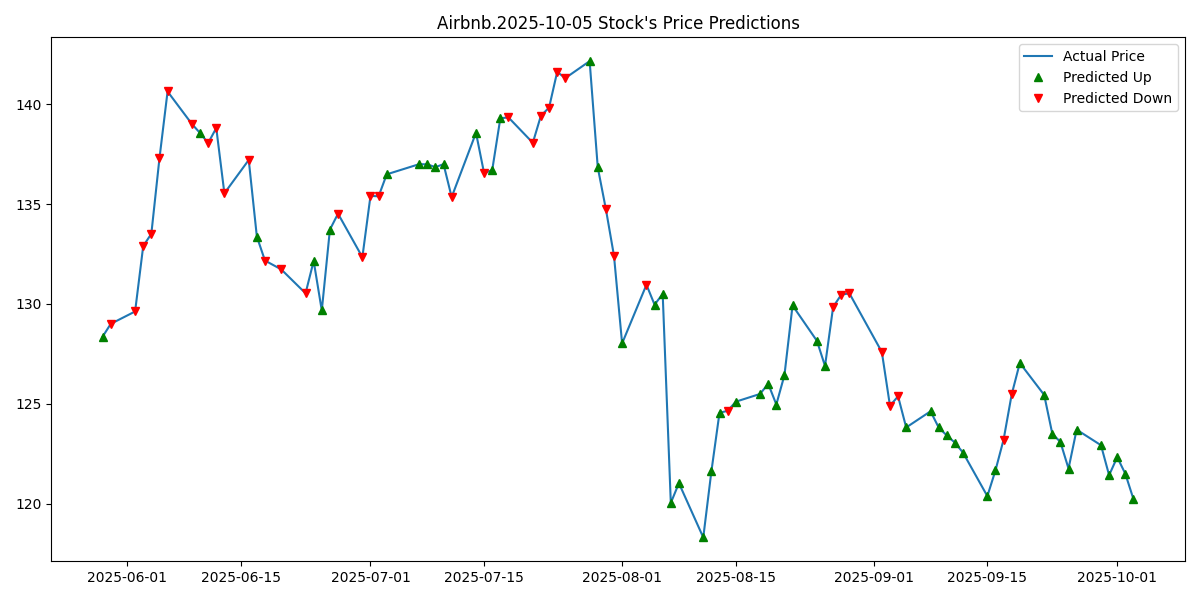 Airbnb.2025-10-05 Stock's Price Predictions
Actual Price
Predicted Up
Predicted Down
140
135
130
125
120
2025-06-01 2025-06-15 2025-07-01 2025-07-15 2025-08-01 2025-08-15 2025-09-01 2025-09-15 2025-10-01